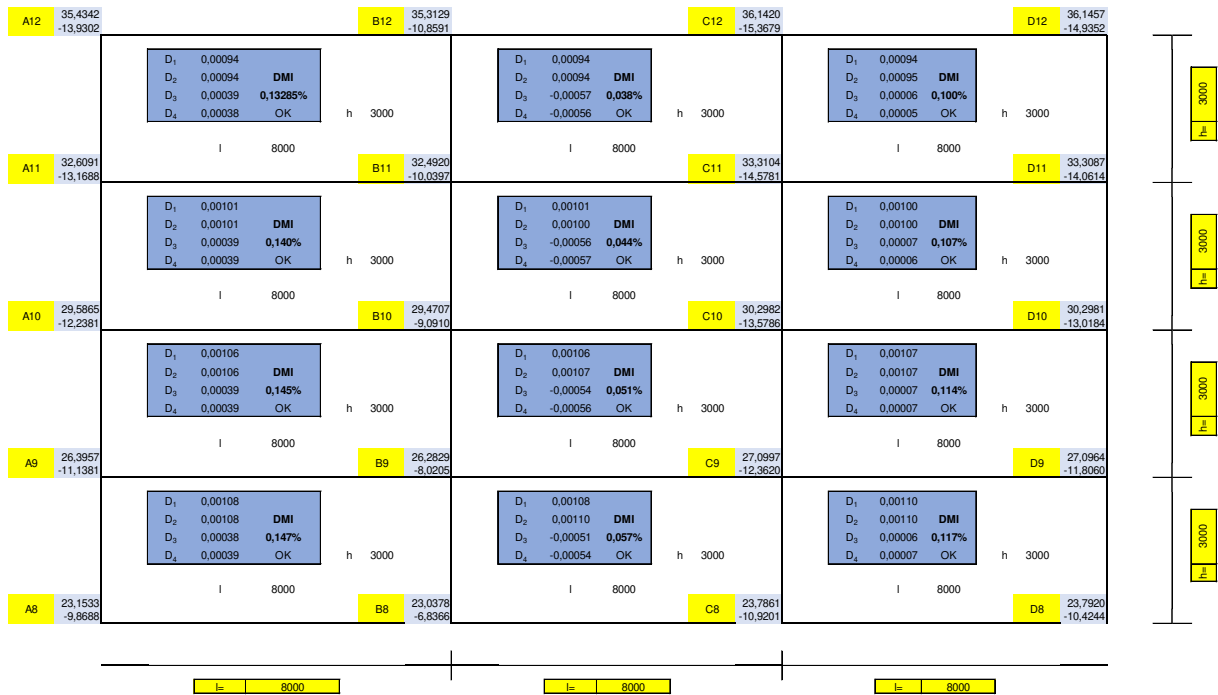 A12 35,4342 B12 35,3129 C12 36,1420 D12 36,1457
-13,9302 -10,8591 -15,3679 -14,9352
D₁ 0,00094 D₁ 0,00094 D₁ 0,00094
D₂ 0,00094 DMI D₂ 0,00094 DMI D₂ 0,00095 DMI
D₃ 0,00039 0,13285% D₃ -0,00057 0,038% D₃ 0,00006 0,100%
D₄ 0,00038 OK h 3000 D₄ -0,00056 OK h 3000 D₄ 0,00005 OK h 3000
h= 3000
l 8000 l 8000 l 8000
A11 32,6091 B11 32,4920 C11 33,3104 D11 33,3087
-13,1688 -10,0397 -14,5781 -14,0614
D₁ 0,00101 D₁ 0,00101 D₁ 0,00100
D₂ 0,00101 DMI D₂ 0,00100 DMI D₂ 0,00100 DMI
D₃ 0,00039 0,140% D₃ -0,00056 0,044% D₃ 0,00007 0,107%
D₄ 0,00039 OK h 3000 D₄ -0,00057 OK h 3000 D₄ 0,00006 OK h 3000
h= 3000
l 8000 l 8000 l 8000
A10 29,5865 B10 29,4707 C10 30,2982 D10 30,2981
-12,2381 -9,0910 -13,5786 -13,0184
D₁ 0,00106 D₁ 0,00106 D₁ 0,00107
D₂ 0,00106 DMI D₂ 0,00107 DMI D₂ 0,00107 DMI
D₃ 0,00039 0,145% D₃ -0,00054 0,051% D₃ 0,00007 0,114%
D₄ 0,00039 OK h 3000 D₄ -0,00056 OK h 3000 D₄ 0,00007 OK h 3000
h= 3000
l 8000 l 8000 l 8000
A9 26,3957 B9 26,2829 C9 27,0997 D9 27,0964
-11,1381 -8,0205 -12,3620 -11,8060
D₁ 0,00108 D₁ 0,00108 D₁ 0,00110
D₂ 0,00108 DMI D₂ 0,00110 DMI D₂ 0,00110 DMI
D₃ 0,00038 0,147% D₃ -0,00051 0,057% D₃ 0,00006 0,117%
D₄ 0,00039 OK h 3000 D₄ -0,00054 OK h 3000 D₄ 0,00007 OK h 3000
h= 3000
l 8000 l 8000 l 8000
A8 23,1533 B8 23,0378 C8 23,7861 D8 23,7920
-9,8688 -6,8366 -10,9201 -10,4244
l= 8000 l= 8000 l= 8000